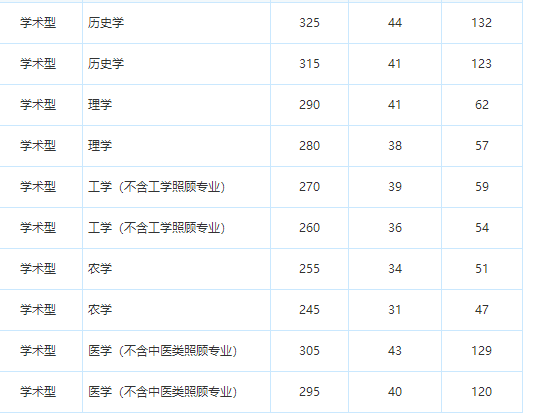 学术型 历史学 325 44 132
学术型 历史学 315 41 123
学术型 理学 290 41 62
学术型 理学 280 38 57
学术型 工学（不含工学照顾专业） 270 39 59
学术型 工学（不含工学照顾专业） 260 36 54
学术型 农学 255 34 51
学术型 农学 245 31 47
学术型 医学（不含中医类照顾专业） 305 43 129
学术型 医学（不含中医类照顾专业） 295 40 120